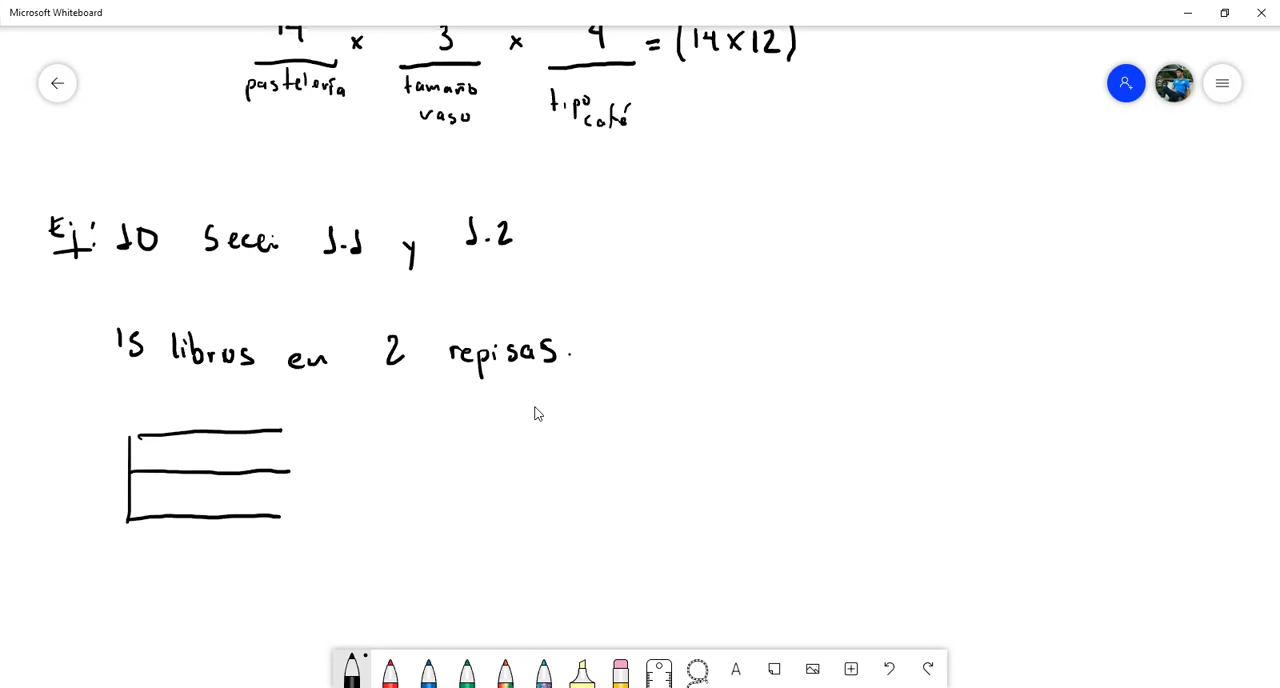 Microsoft Whiteboard
14 × 3 × 4 = (14×12)
pastelería tamaño vaso tipo café
Ej: 10 Secci 1.1 y 1.2
15 libros en 2 repisas.
A